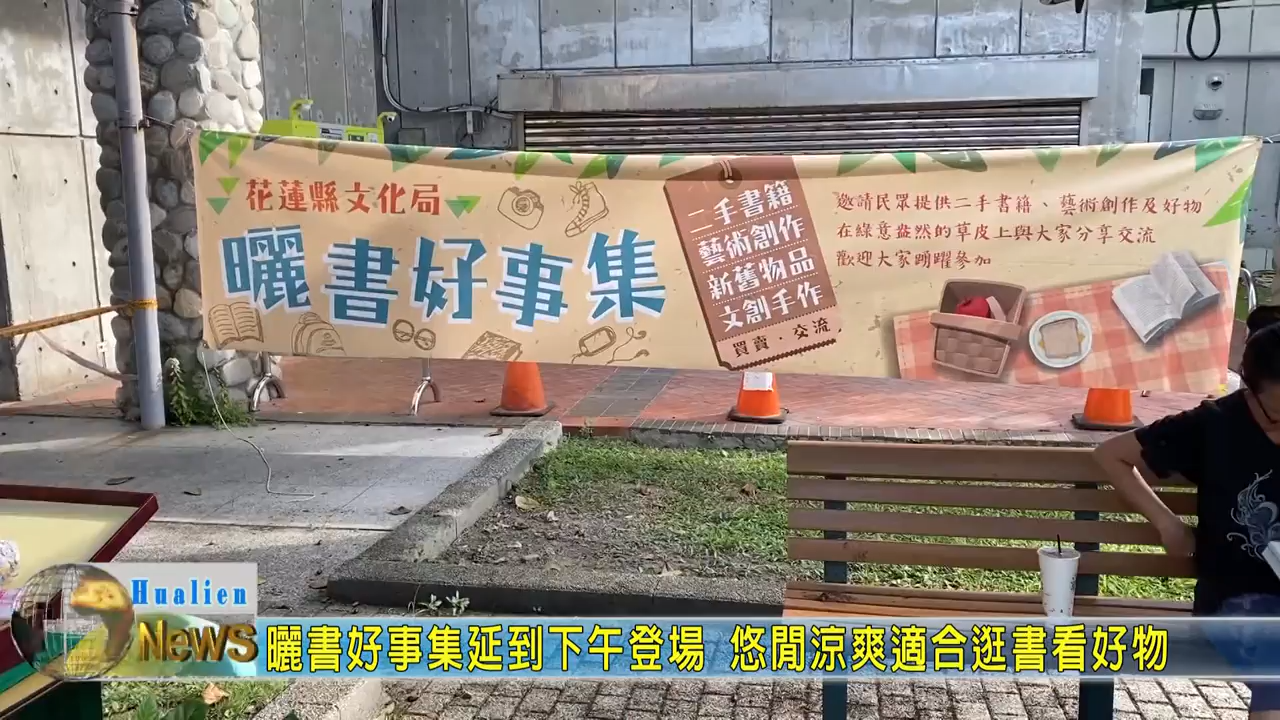 花蓮縣文化局
曬書好事集
二手書籍
藝術創作
新舊物品
文創手作
買賣・交流
邀請民眾提供二手書籍、藝術創作及好物
在綠意盎然的草皮上與大家分享交流
歡迎大家踴躍參加
Hualien
News
曬書好事集延到下午登場 悠閒涼爽適合逛書看好物